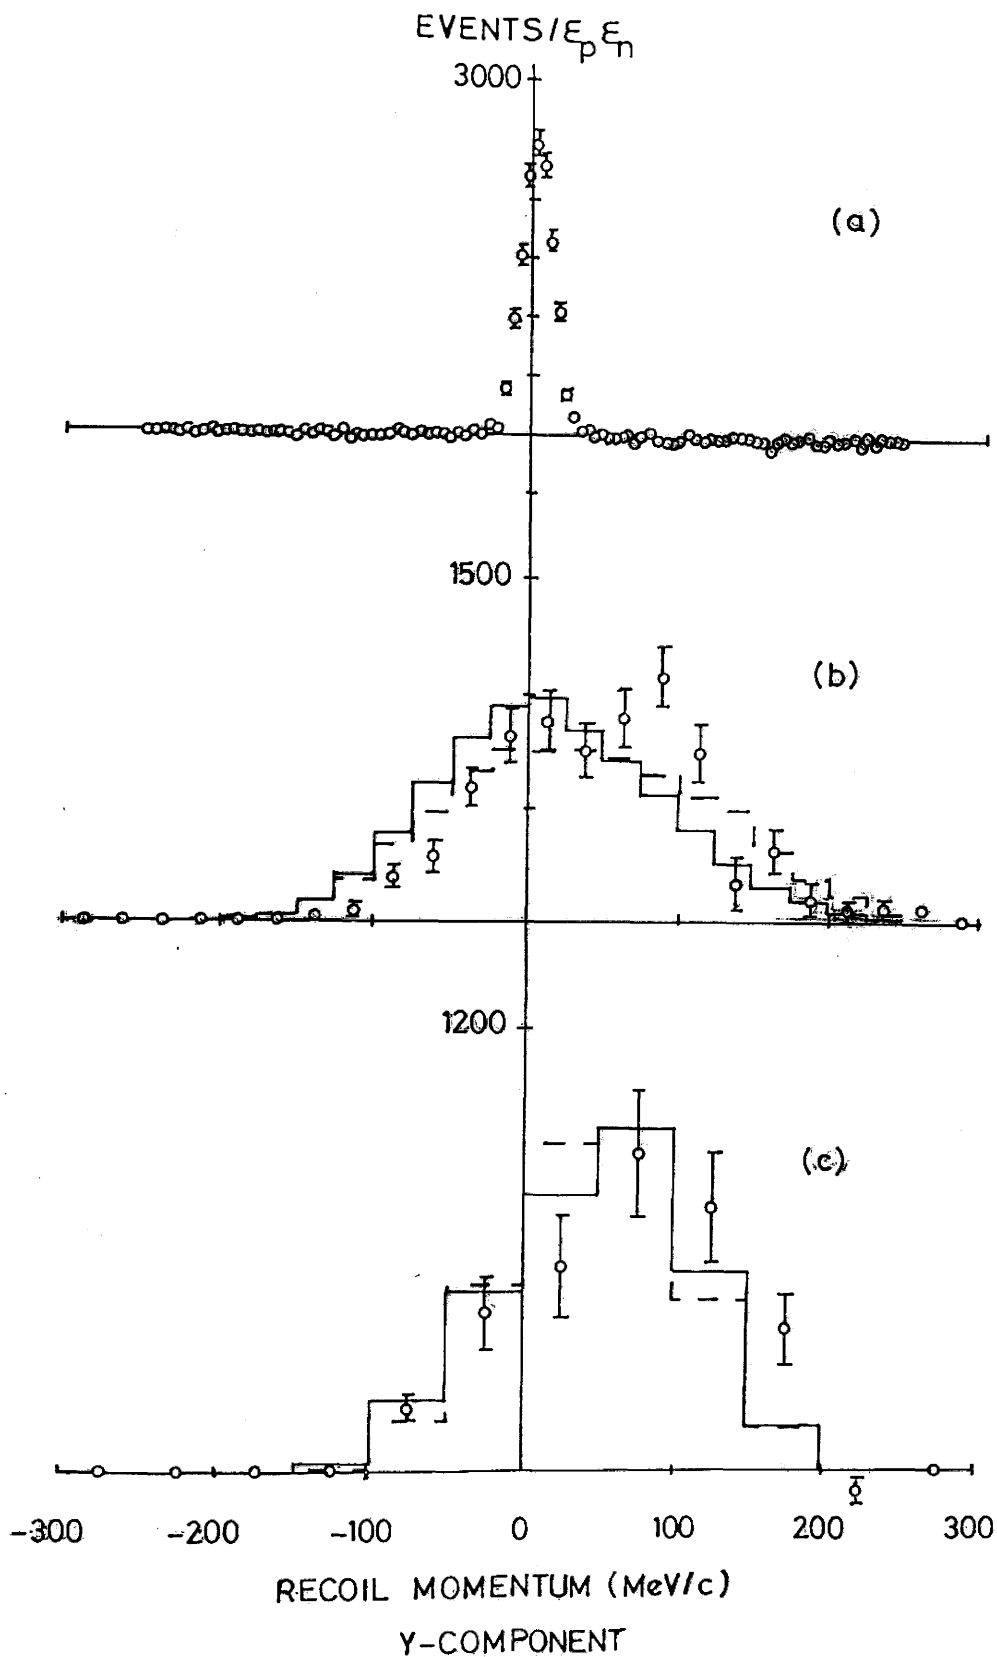 EVENTS/εpεn
3000
(a)
1500
(b)
1200
(c)
-300 -200 -100 0 100 200 300
RECOIL MOMENTUM (MeV/c)
Y-COMPONENT